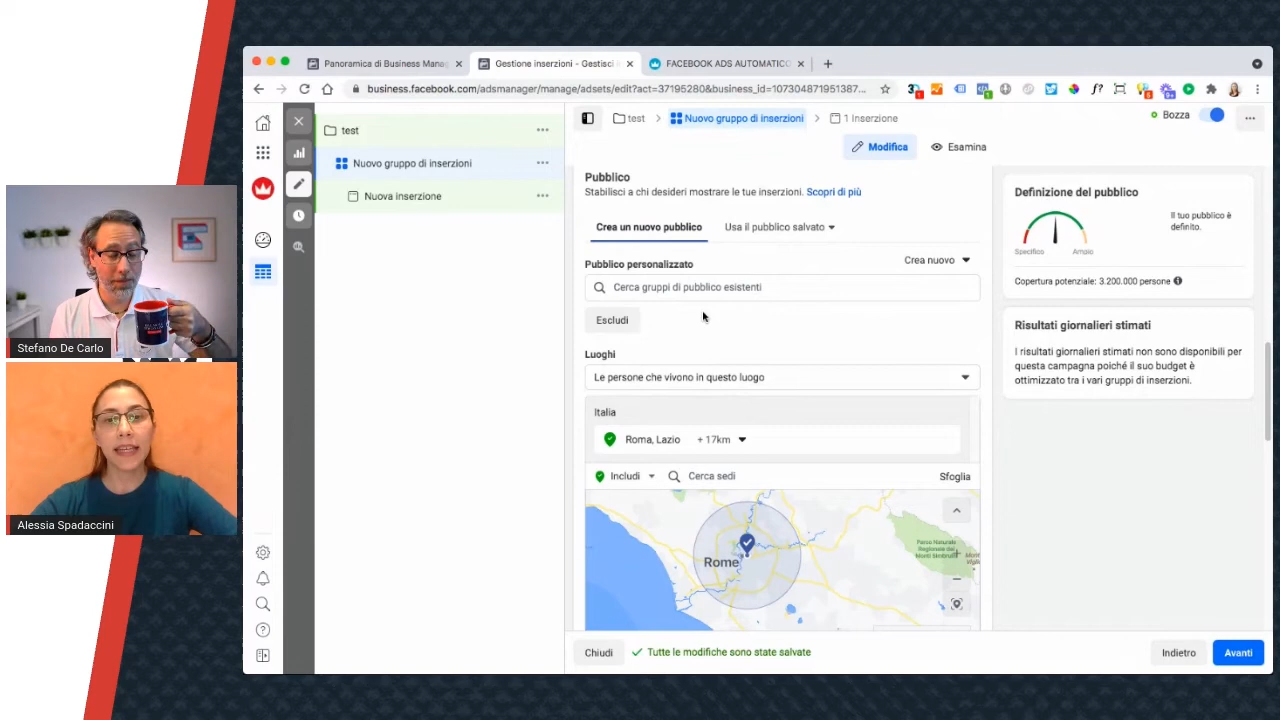 Stefano De Carlo
Alessia Spadaccini
Panoramica di Business Mana
Gestione inserzioni - Gestisci
FACEBOOK ADS AUTOMATICO
business.facebook.com/adsmanager/manage/adsets/edit?act=37195280&business_id=107304871951387...
test
Nuovo gruppo di inserzioni
Nuova inserzione
test
Nuovo gruppo di inserzioni
1 Inserzione
Bozza
Modifica
Esamina
Pubblico
Stabilisci a chi desideri mostrare le tue inserzioni. Scopri di più
Crea un nuovo pubblico
Usa il pubblico salvato
Pubblico personalizzato
Crea nuovo
Cerca gruppi di pubblico esistenti
Escludi
Luoghi
Le persone che vivono in questo luogo
Italia
Roma, Lazio + 17km
Includi
Cerca sedi
Sfoglia
Rome
Parco Naturale
Regionale dei
Monti Simbruini
Definizione del pubblico
Specifico
Ampio
Il tuo pubblico è
definito.
Copertura potenziale: 3.200.000 persone
Risultati giornalieri stimati
I risultati giornalieri stimati non sono disponibili per
questa campagna poiché il suo budget è
ottimizzato tra i vari gruppi di inserzioni.
Chiudi
Tutte le modifiche sono state salvate
Indietro
Avanti